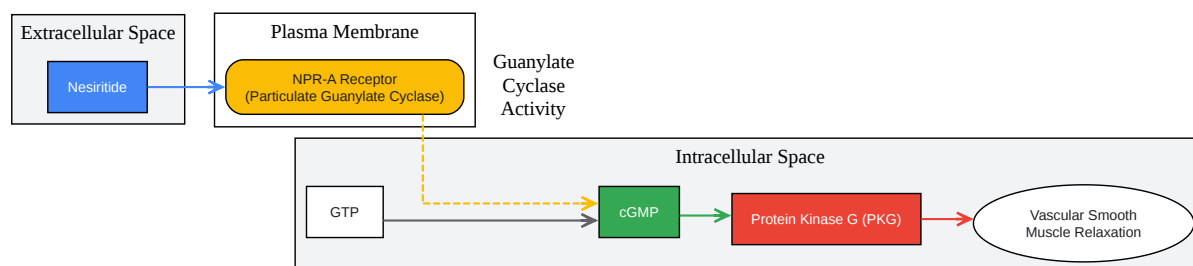 Extracellular Space
Nesiritide
Plasma Membrane
NPR-A Receptor
(Particulate Guanylate Cyclase)
Guanylate
Cyclase
Activity
Intracellular Space
GTP
cGMP
Protein Kinase G (PKG)
Vascular Smooth
Muscle Relaxation